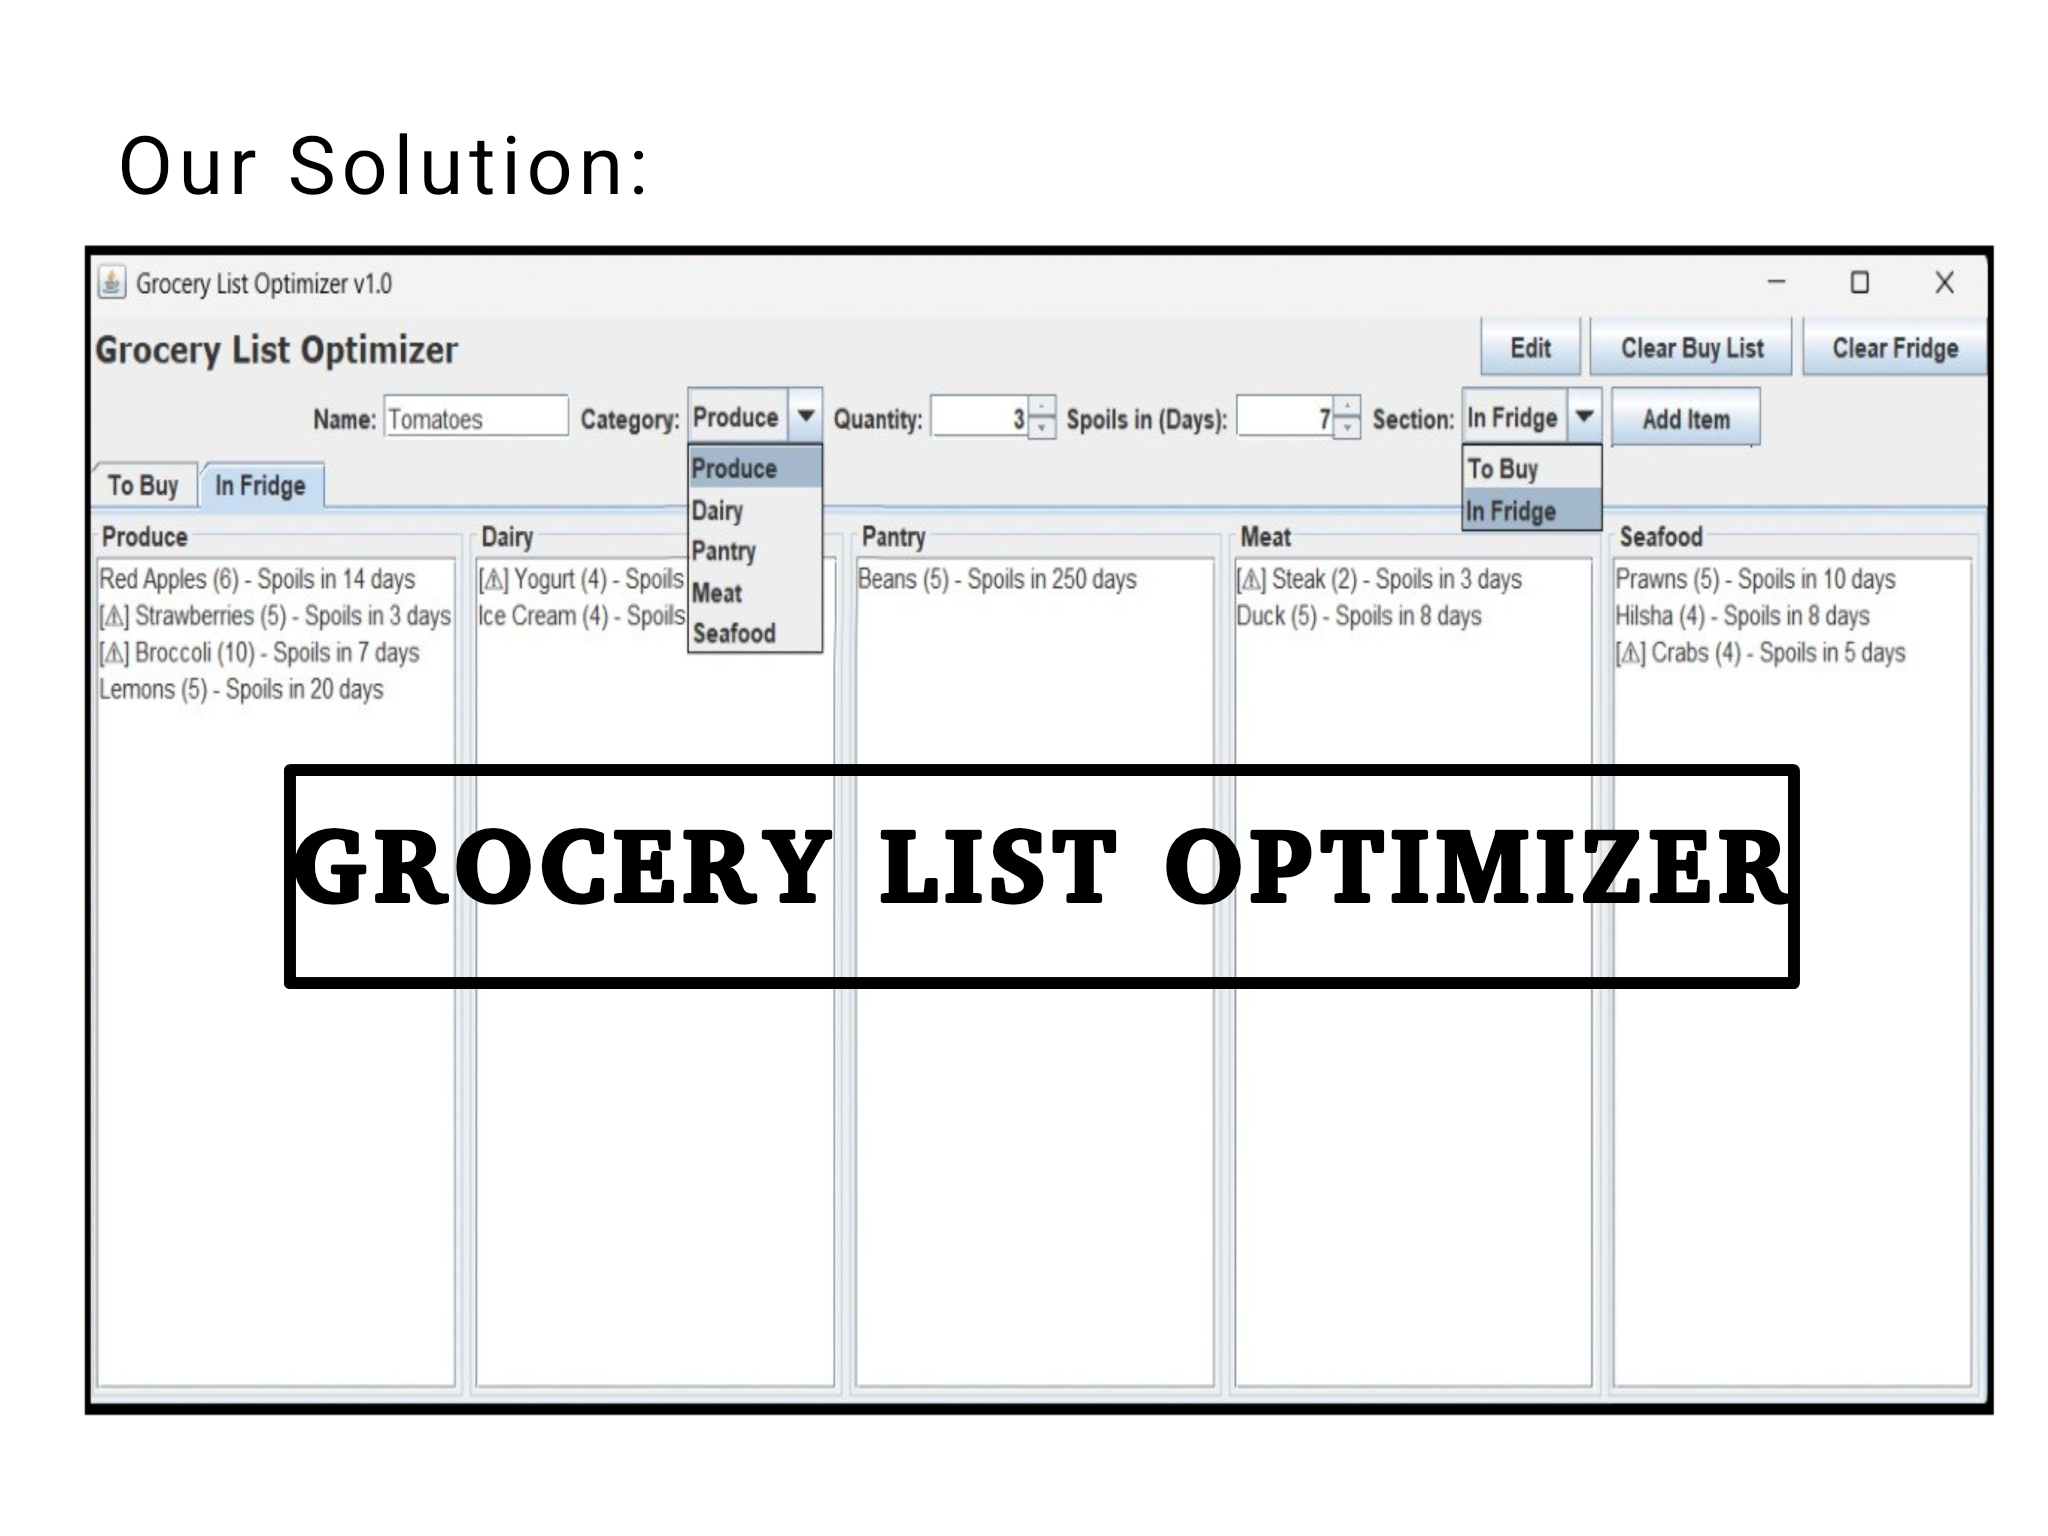 Our Solution:
Grocery List Optimizer v1.0
Grocery List Optimizer
Edit
Clear Buy List
Clear Fridge
Name: Tomatoes Category: Produce Quantity: 3 Spoils in (Days): 7 Section: In Fridge Add Item
Produce
Dairy
Pantry
Meat
Seafood
To Buy
In Fridge
To Buy
In Fridge
Produce
Red Apples (6) - Spoils in 14 days
[⚠] Strawberries (5) - Spoils in 3 days
[⚠] Broccoli (10) - Spoils in 7 days
Lemons (5) - Spoils in 20 days
Dairy
[⚠] Yogurt (4) - Spoils
Ice Cream (4) - Spoils
Pantry
Beans (5) - Spoils in 250 days
Meat
[⚠] Steak (2) - Spoils in 3 days
Duck (5) - Spoils in 8 days
Seafood
Prawns (5) - Spoils in 10 days
Hilsha (4) - Spoils in 8 days
[⚠] Crabs (4) - Spoils in 5 days
GROCERY LIST OPTIMIZER